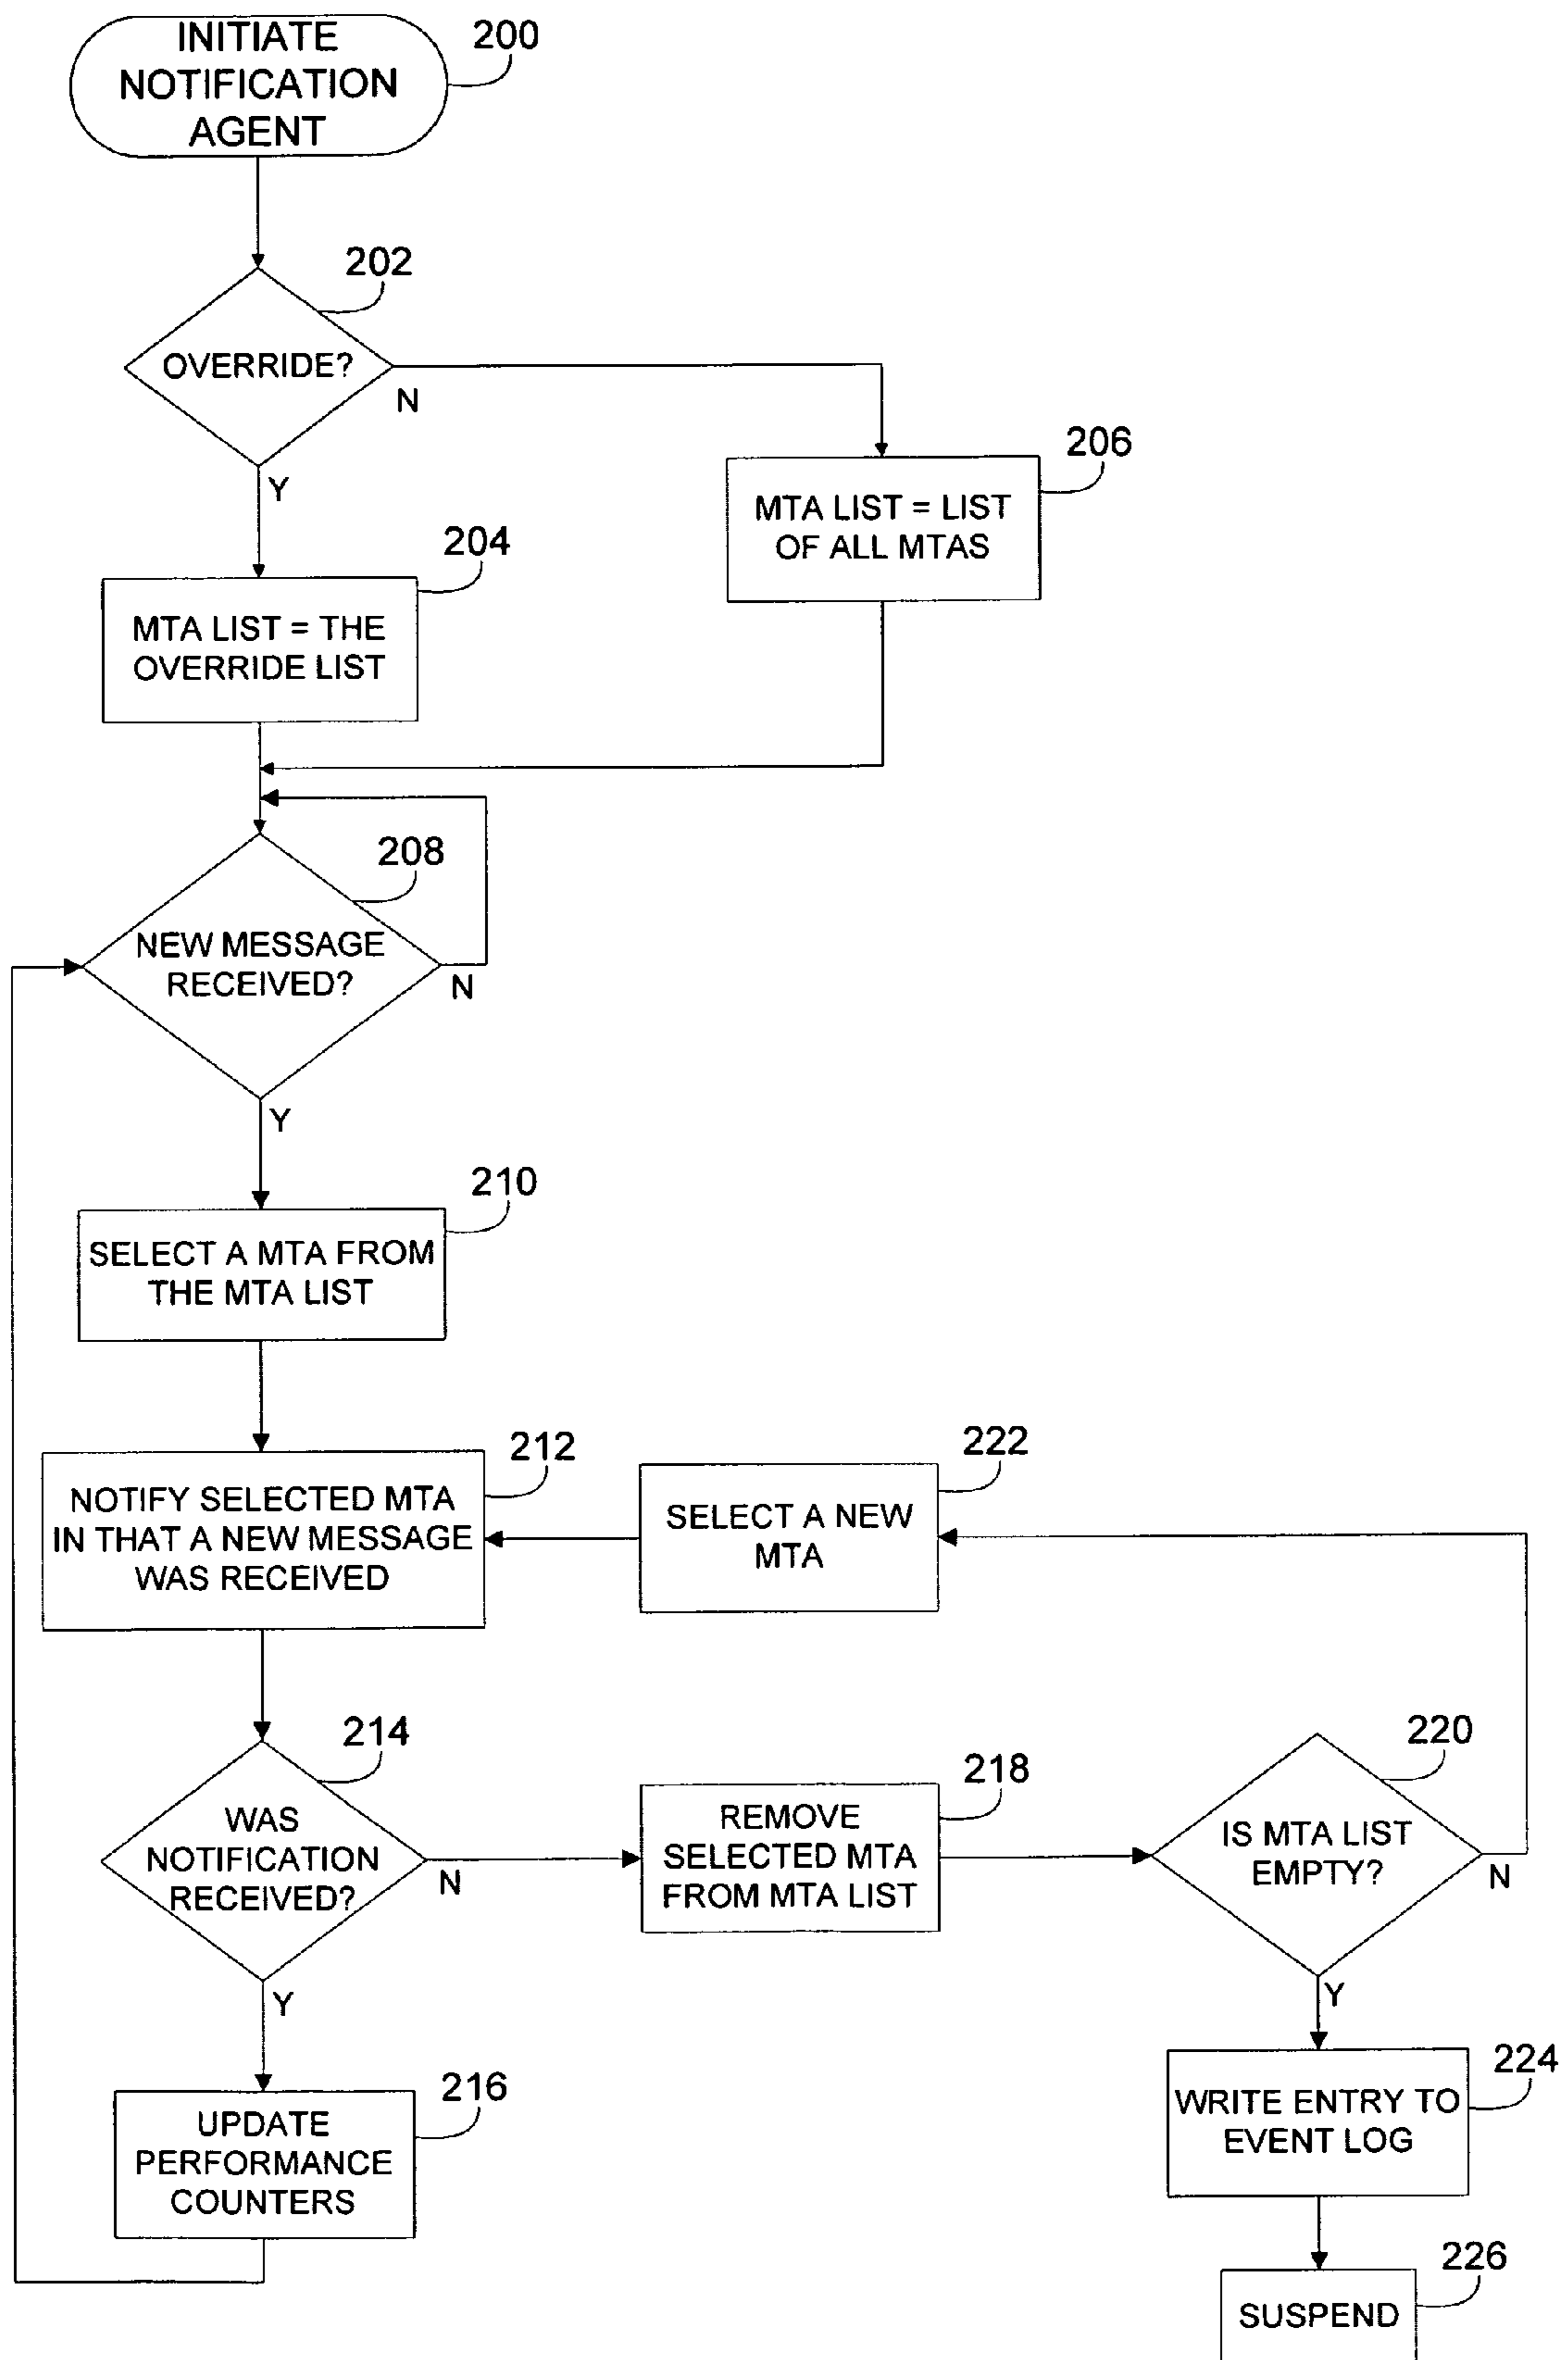 INITIATE
NOTIFICATION
AGENT
200
202
OVERRIDE?
N
Y
206
MTA LIST = LIST
OF ALL MTAS
204
MTA LIST = THE
OVERRIDE LIST
208
NEW MESSAGE
RECEIVED?
N
Y
210
SELECT A MTA FROM
THE MTA LIST
212
NOTIFY SELECTED MTA
IN THAT A NEW MESSAGE
WAS RECEIVED
222
SELECT A NEW
MTA
214
WAS
NOTIFICATION
RECEIVED?
N
Y
218
REMOVE
SELECTED MTA
FROM MTA LIST
220
IS MTA LIST
EMPTY?
N
Y
216
UPDATE
PERFORMANCE
COUNTERS
224
WRITE ENTRY TO
EVENT LOG
226
SUSPEND